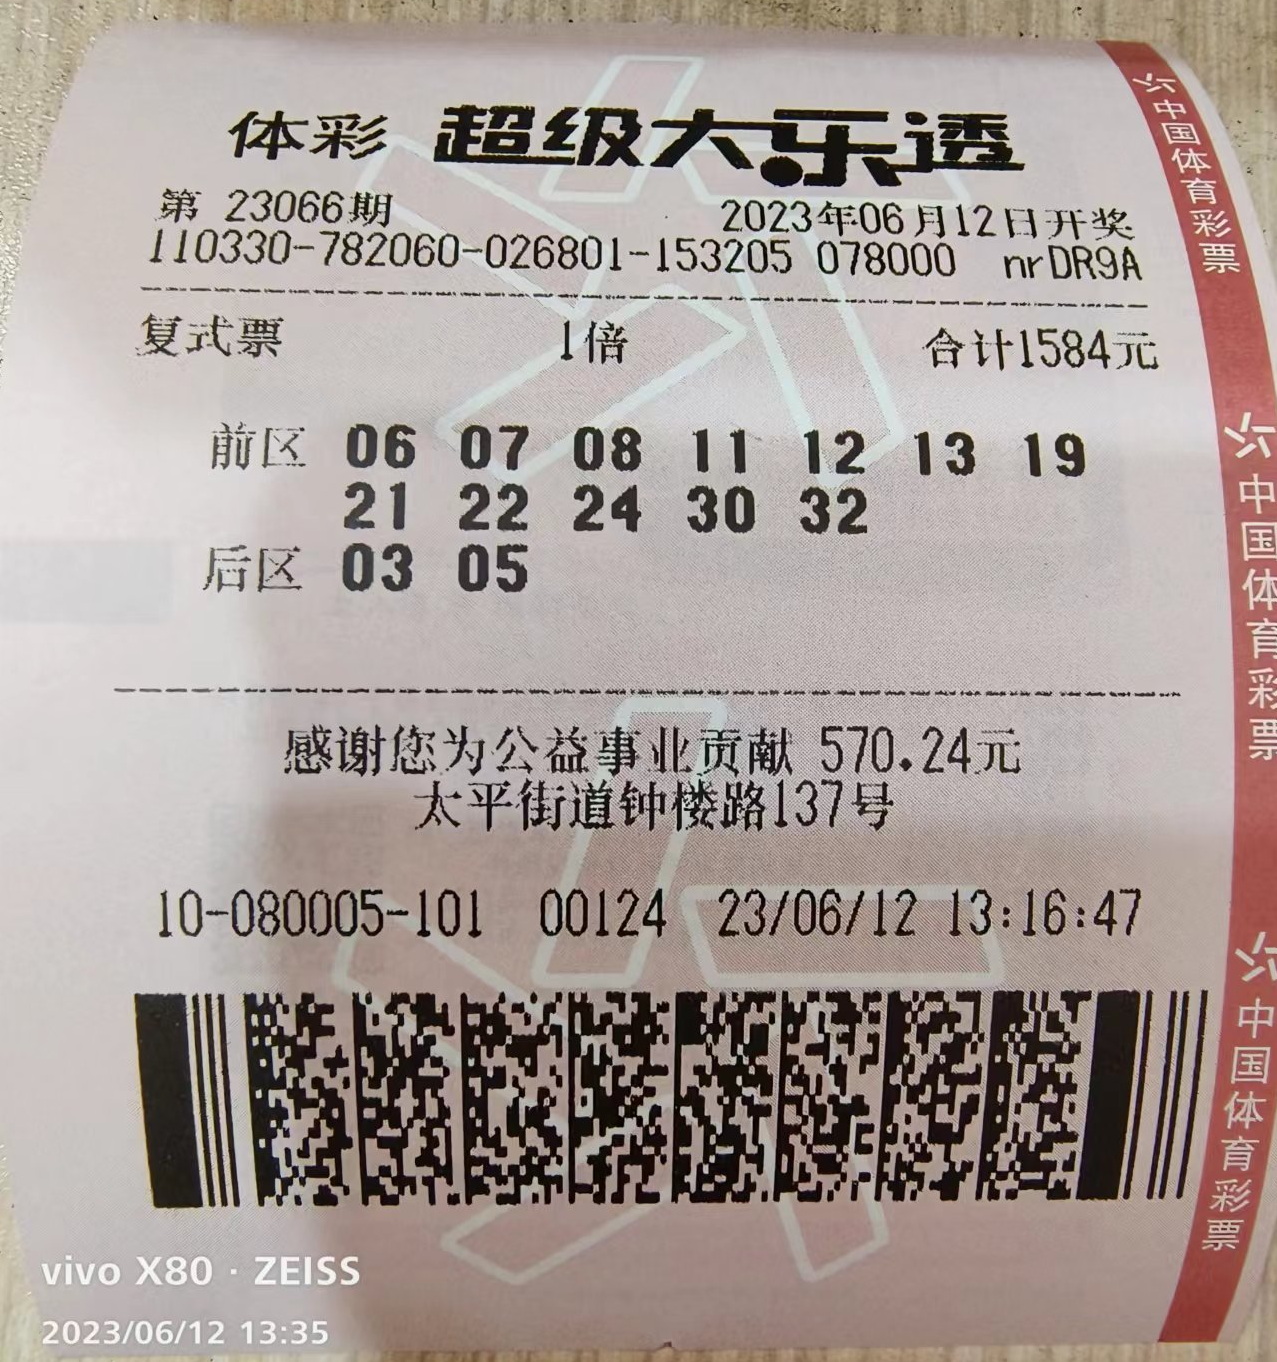 体彩 超级大乐透
第 23066期 2023年06月12日开奖
110330-782060-026801-153205 078000 nrDR9A
复式票 1倍 合计1584元
前区 06 07 08 11 12 13 19
21 22 24 30 32
后区 03 05
感谢您为公益事业贡献 570.24元
太平街道钟楼路137号
10-080005-101 00124 23/06/12 13:16:47
vivo X80 · ZEISS
2023/06/12 13:35
中国体育彩票
中国体育彩票
中国体育彩票